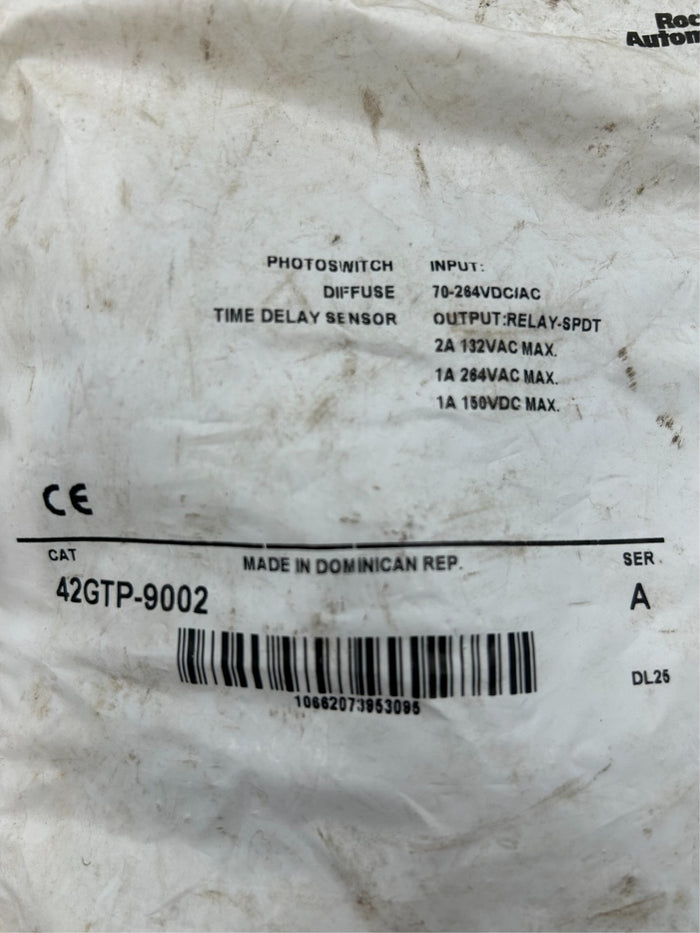 Roc
Autom
PHOTOSWITCH
DIFFUSE
TIME DELAY SENSOR
INPUT:
70-264VDC/AC
OUTPUT:RELAY-SPDT
2A 132VAC MAX.
1A 264VAC MAX.
1A 150VDC MAX.
CE
CAT
MADE IN DOMINICAN REP.
SER
42GTP-9002
A
10662073953095
DL25